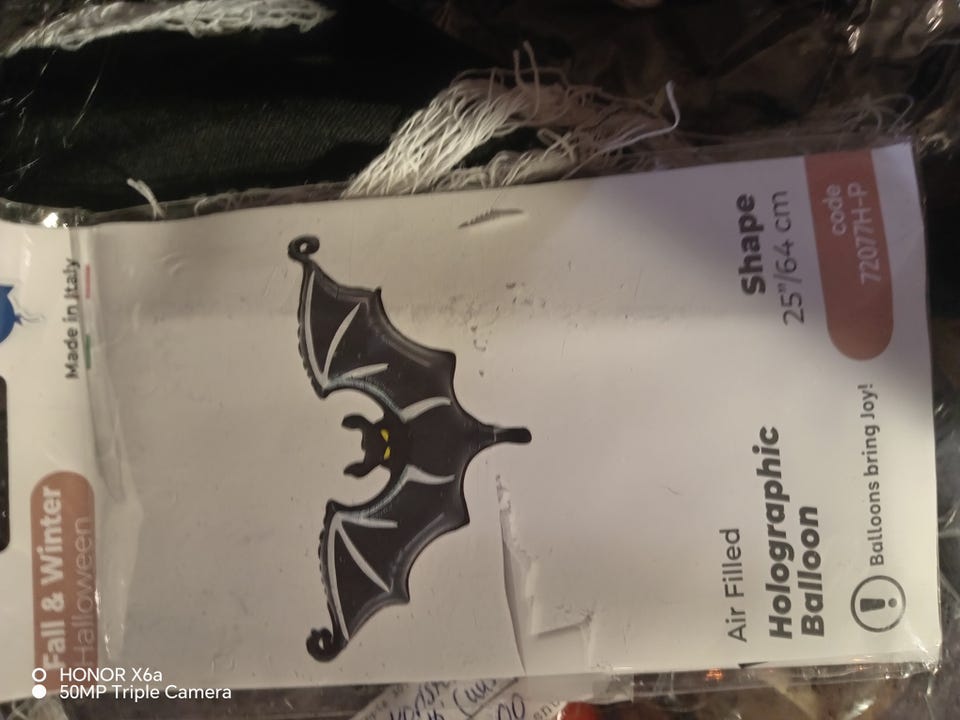 Fall & Winter
Halloween
Made in Italy
Air Filled
Holographic
Balloon
Shape
25"/64 cm
Balloons bring Joy!
code
72077H-P
HONOR X6a
50MP Triple Camera